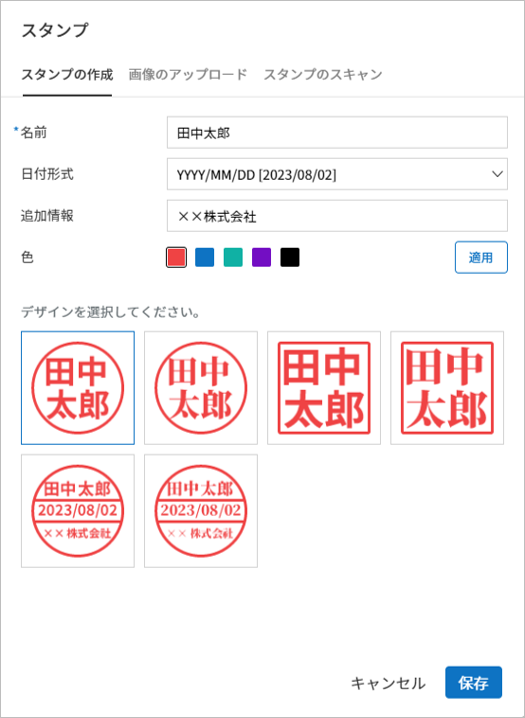 スタンプ
スタンプの作成 画像のアップロード スタンプのスキャン
*名前 田中太郎
日付形式 YYYY/MM/DD [2023/08/02]
追加情報 ××株式会社
色 適用
デザインを選択してください。
田中 田中 田中 田中
太郎 太郎 太郎 太郎
田中太郎 田中太郎
2023/08/02 2023/08/02
××株式会社 ××株式会社
キャンセル 保存